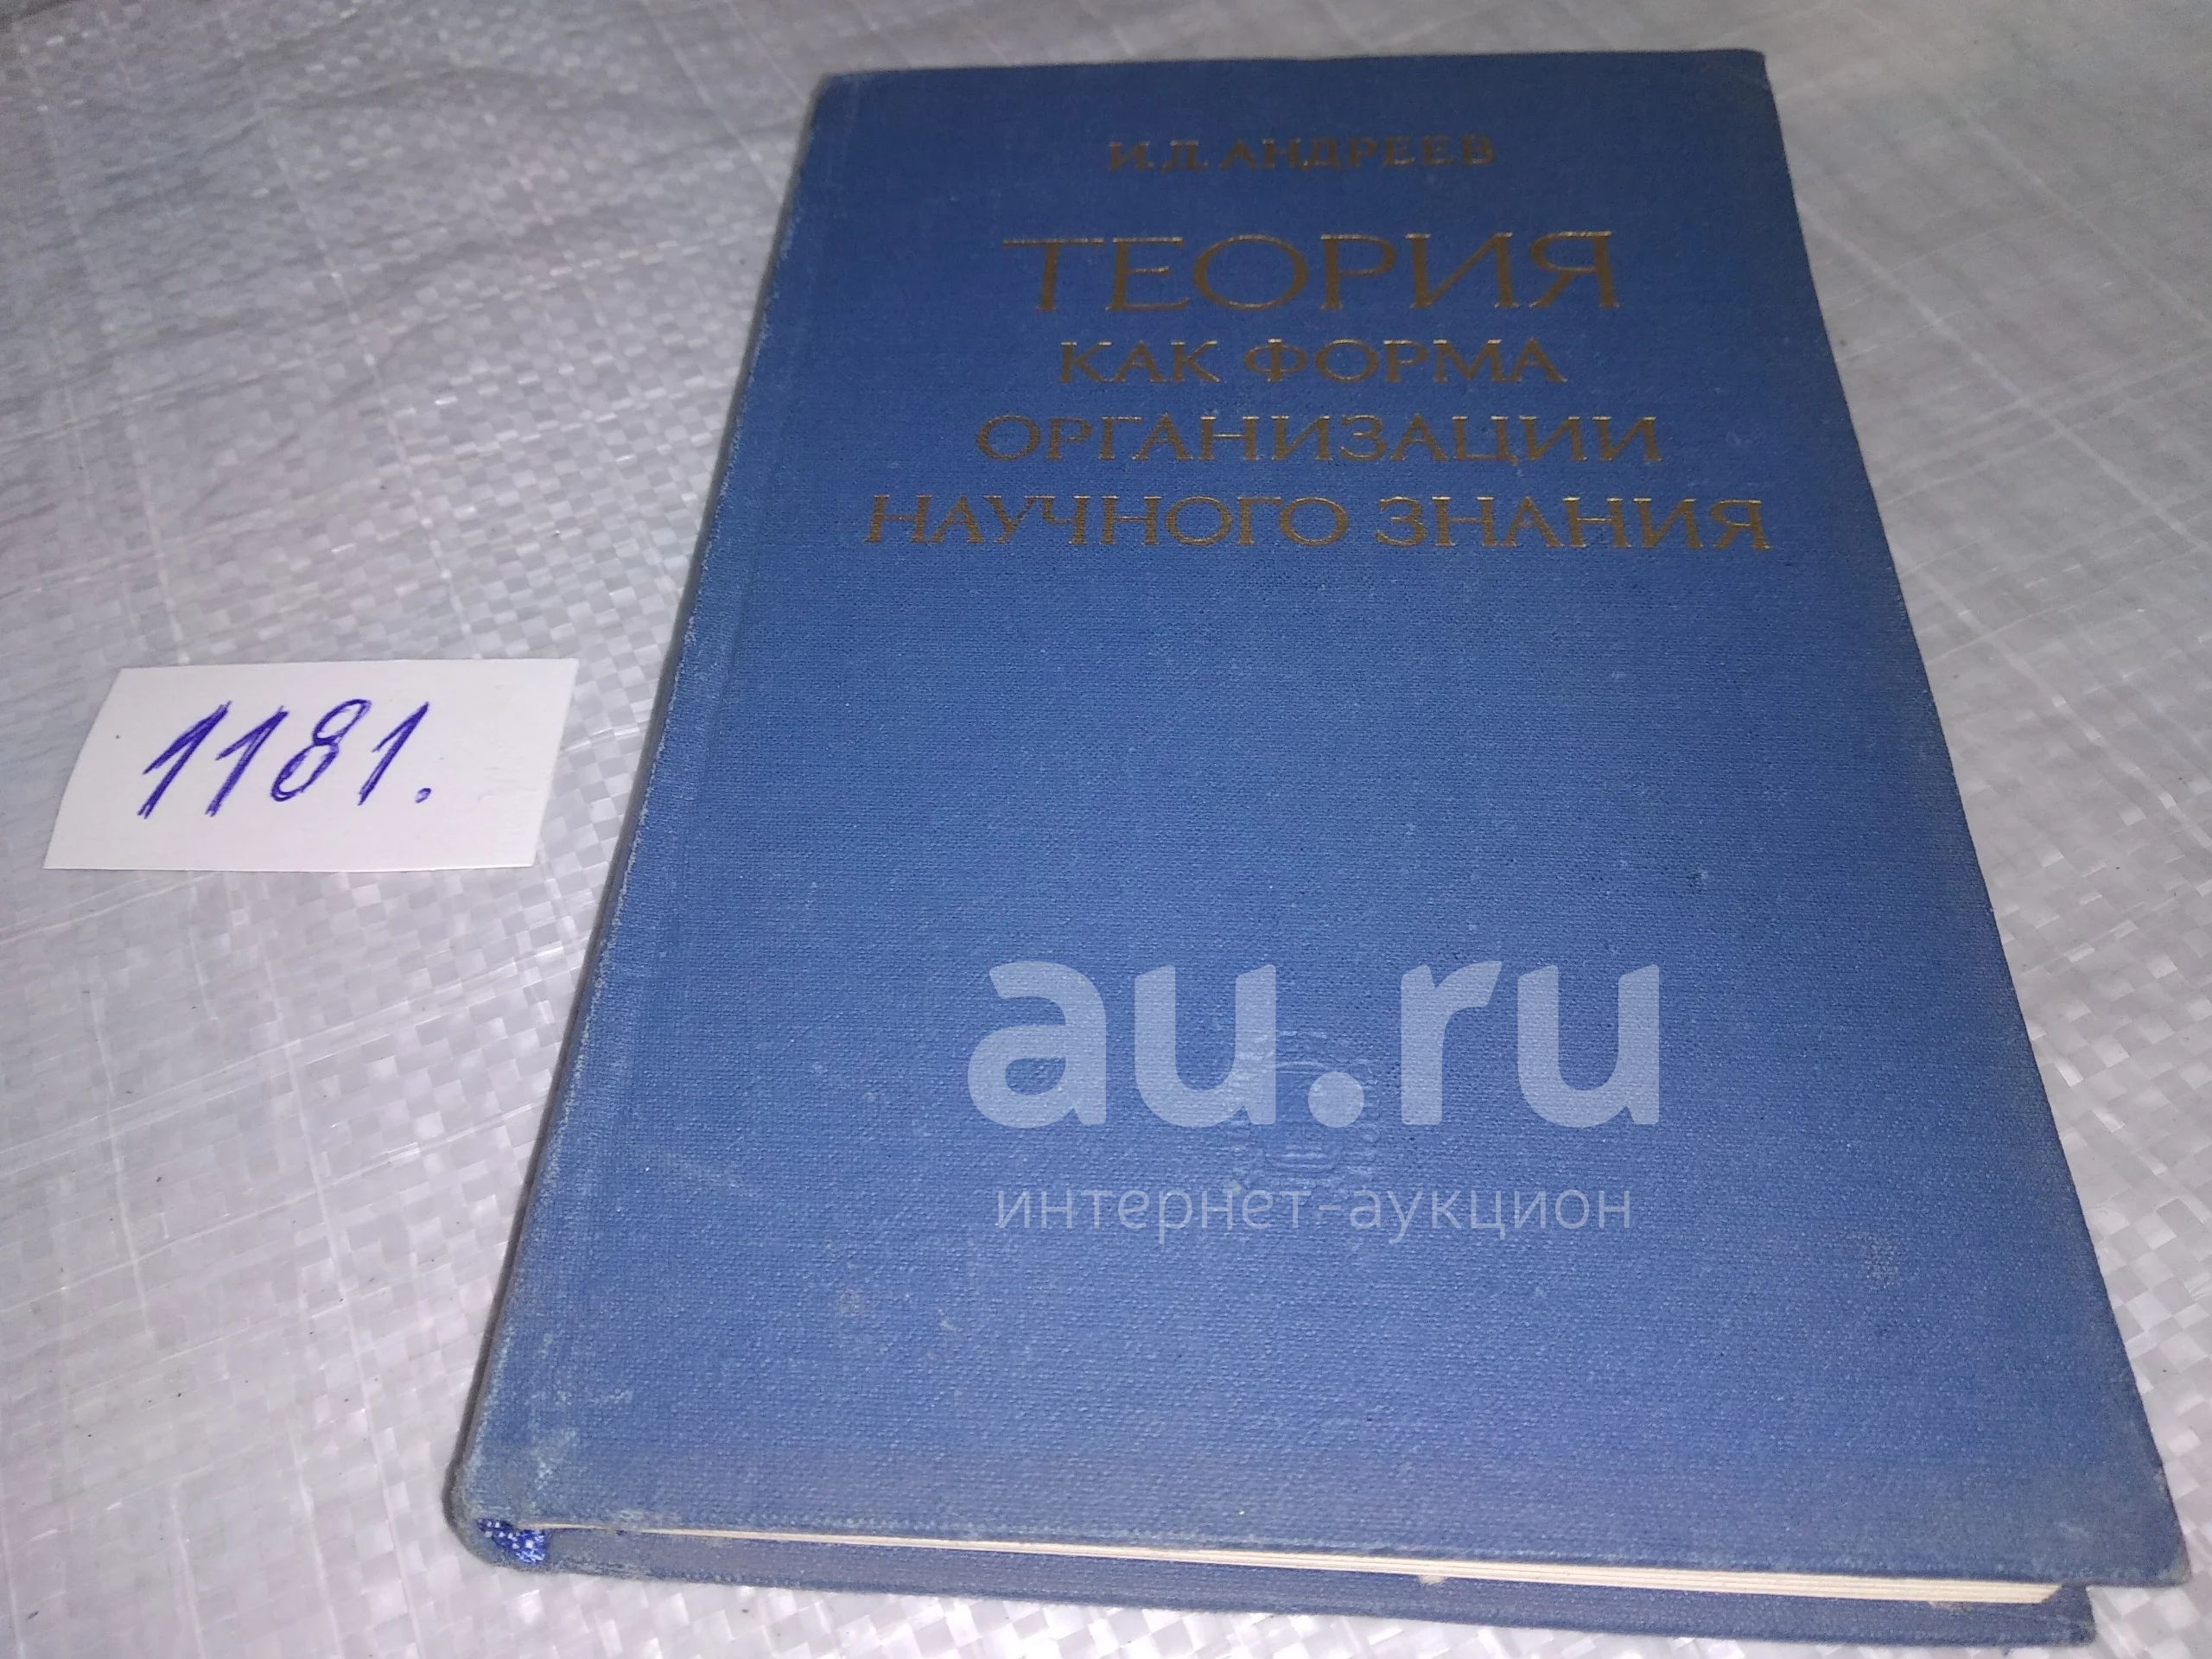 И.Д. АНДРЕЕВ
ТЕОРИЯ
КАК ФОРМА
ОРГАНИЗАЦИИ
НАУЧНОГО ЗНАНИЯ
1181.
au.ru
интернет-аукцион